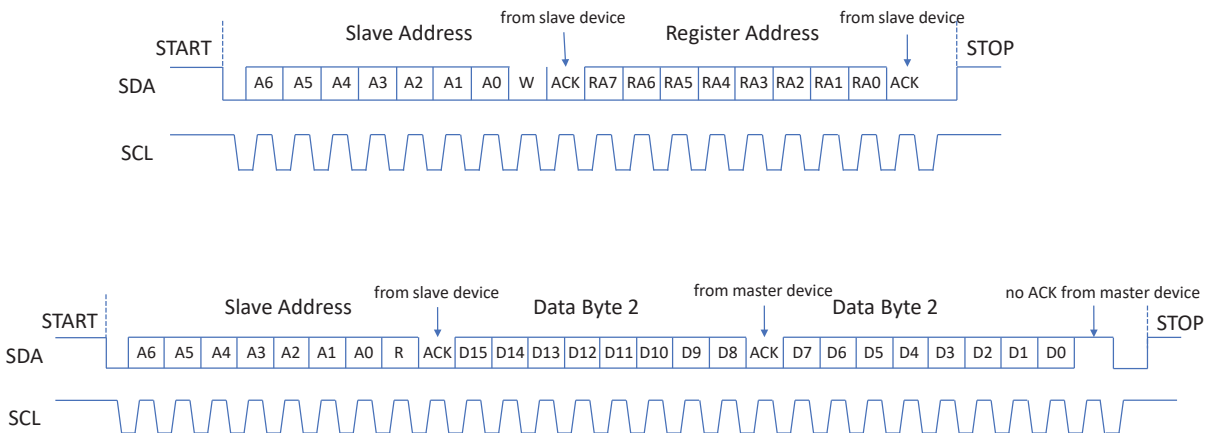 from slave device from slave device
START Slave Address Register Address STOP
SDA A6 A5 A4 A3 A2 A1 A0 W ACK RA7 RA6 RA5 RA4 RA3 RA2 RA1 RA0 ACK
SCL
from slave device from master device no ACK from master device
START Slave Address Data Byte 2 Data Byte 2 STOP
SDA A6 A5 A4 A3 A2 A1 A0 R ACK D15 D14 D13 D12 D11 D10 D9 D8 ACK D7 D6 D5 D4 D3 D2 D1 D0
SCL